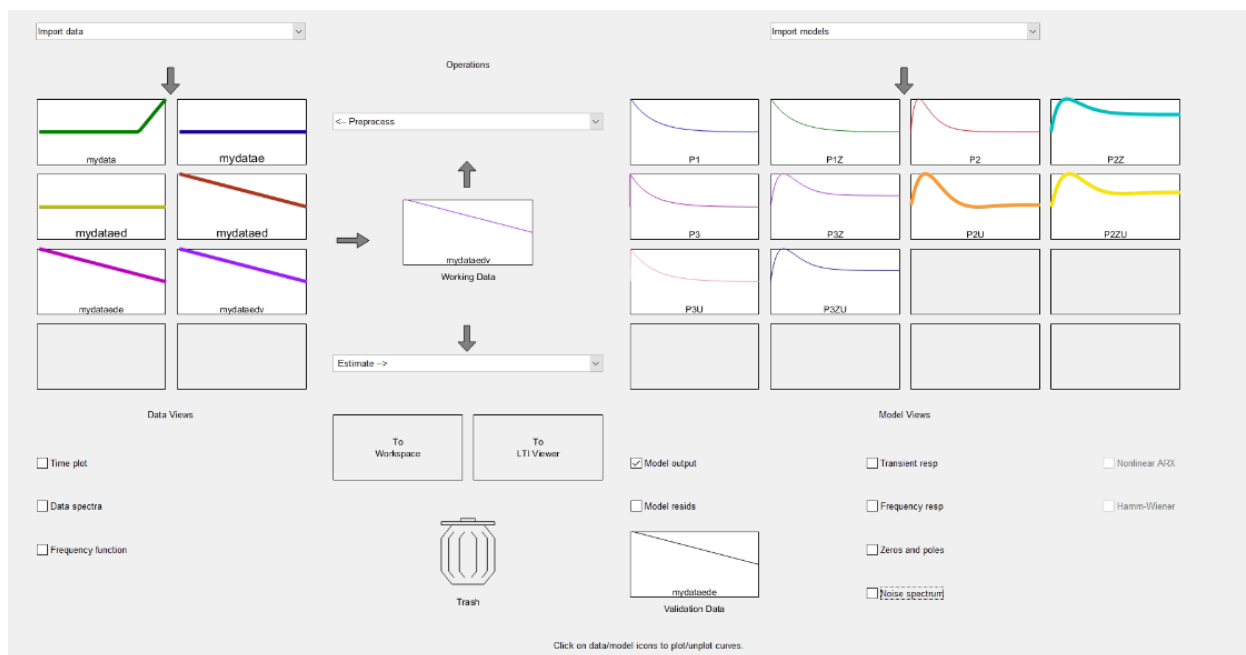 Import data
Import models
Operations
mydata
mydatae
<-- Preprocess
P1
P1Z
P2
P2Z
mydataed
mydataed
mydataedv
Working Data
P3
P3Z
P2U
P2ZU
mydataede
mydataedv
P3U
P3ZU
Estimate -->
Data Views
Model Views
To
Workspace
To
LTI Viewer
Time plot
Data spectra
Frequency function
Trash
Model output
Model resids
mydataede
Validation Data
Transient resp
Frequency resp
Zeros and poles
Noise spectrum
Nonlinear ARX
Hamm-Wiener
Click on data/model icons to plot/unplot curves.